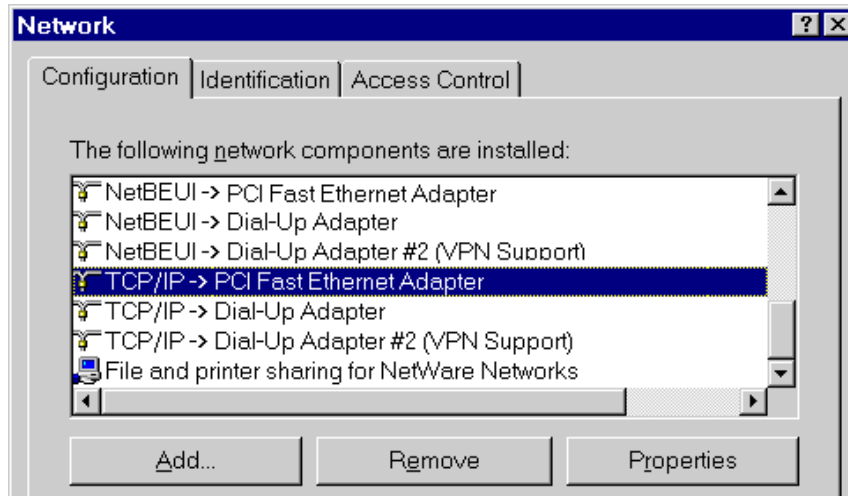 Network
Configuration Identification Access Control
The following network components are installed:
NetBEUI -> PCI Fast Ethernet Adapter
NetBEUI -> Dial-Up Adapter
NetBEUI -> Dial-Up Adapter #2 (VPN Support)
TCP/IP -> PCI Fast Ethernet Adapter
TCP/IP -> Dial-Up Adapter
TCP/IP -> Dial-Up Adapter #2 (VPN Support)
File and printer sharing for NetWare Networks
Add... Remove Properties